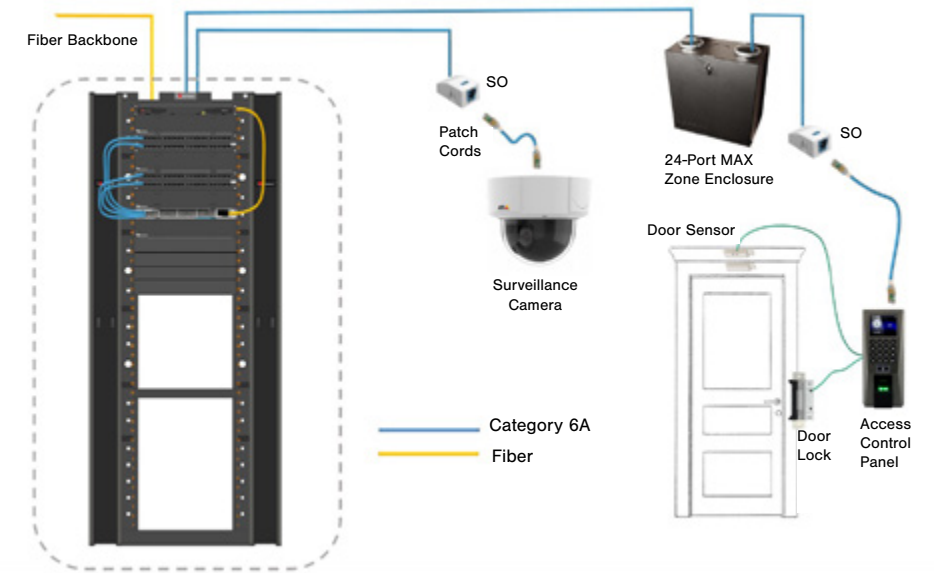 Fiber Backbone
SO
Patch
Cords
Surveillance
Camera
24-Port MAX
Zone Enclosure
SO
Door Sensor
Door
Lock
Access
Control
Panel
Category 6A
Fiber